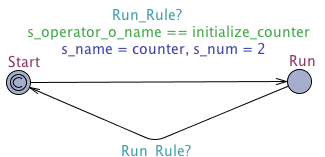 Run_Rule?
s_operator_o_name == initialize_counter
s_name = counter, s_num = 2
Start
Run
Run_Rule?